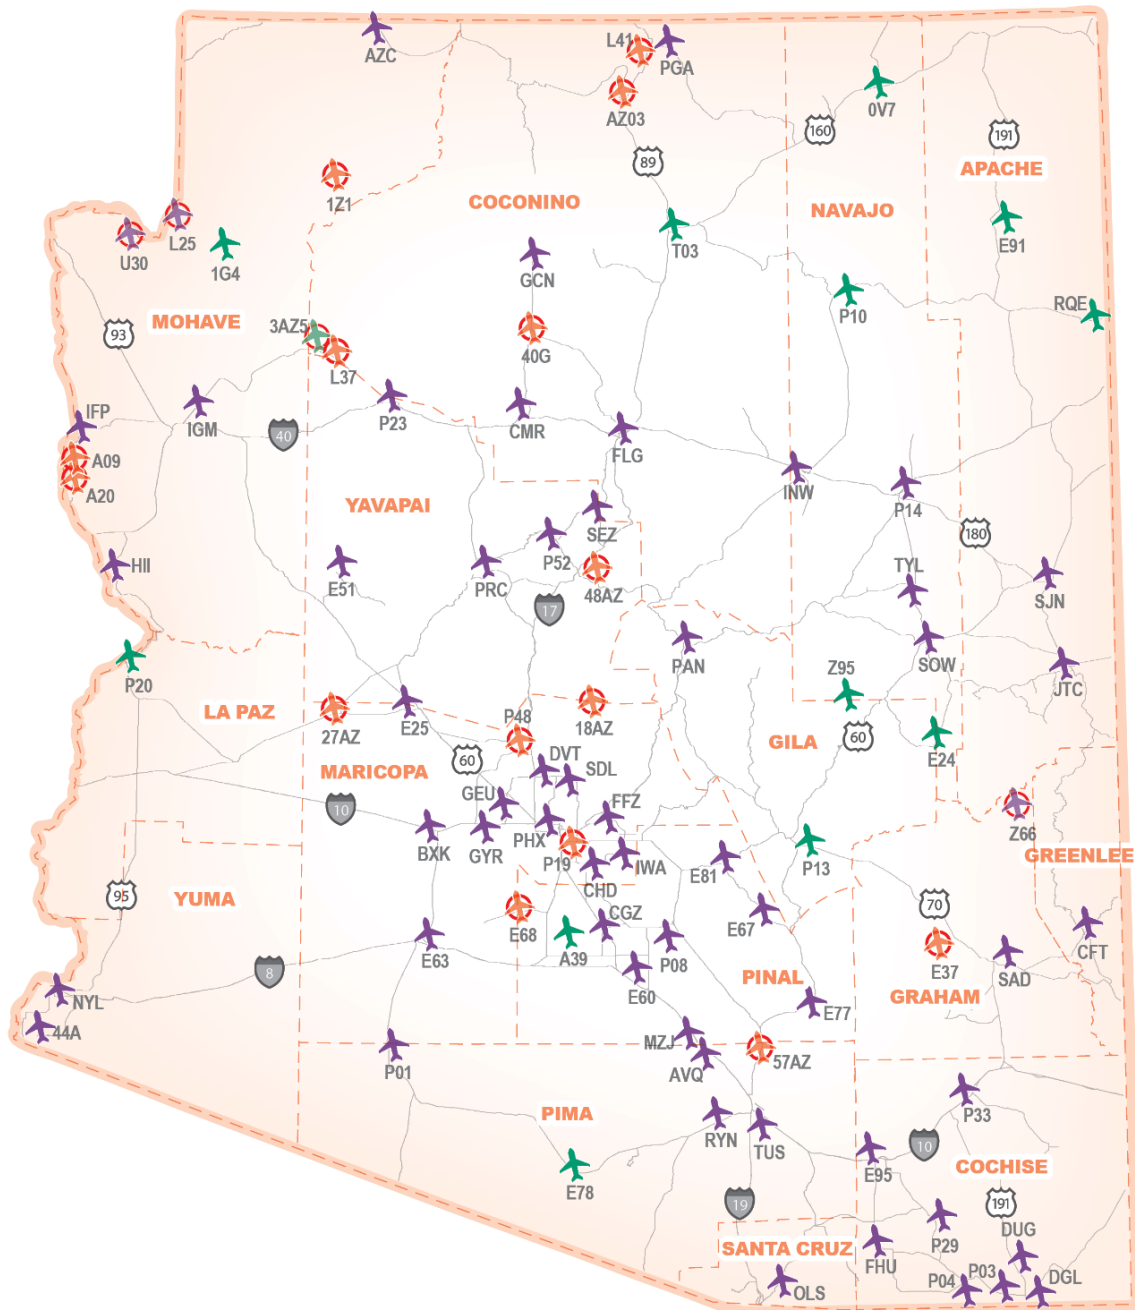 AZC
L41
PGA
AZ03
0V7
160
191
89
APACHE
1Z1
COCONINO
NAVAJO
L25
U30
1G4
T03
E91
GCN
P10
RQE
MOHAVE
93
3AZ5
40G
L37
IFP
IGM
40
P23
CMR
FLG
A09
A20
INW
P14
YAVAPAI
SEZ
P52
180
HII
E51
PRC
48AZ
TYL
SJN
17
PAN
SOW
P20
Z95
JTC
LA PAZ
27AZ
E25
P48
18AZ
GILA
60
E24
MARICOPA
60
DVT
SDL
GEU
FFZ
10
BXK
GYR
PHX
P19
IWA
E81
P13
Z66
GREENLEE
CHD
YUMA
95
E68
CGZ
E67
70
E63
A39
P08
E37
SAD
CFT
8
E60
PINAL
GRAHAM
NYL
E77
44A
MZJ
57AZ
P01
AVQ
P33
PIMA
RYN
TUS
10
E95
COCHISE
E78
19
191
P29
DUG
SANTA CRUZ
FHU
OLS
P04
P03
DGL